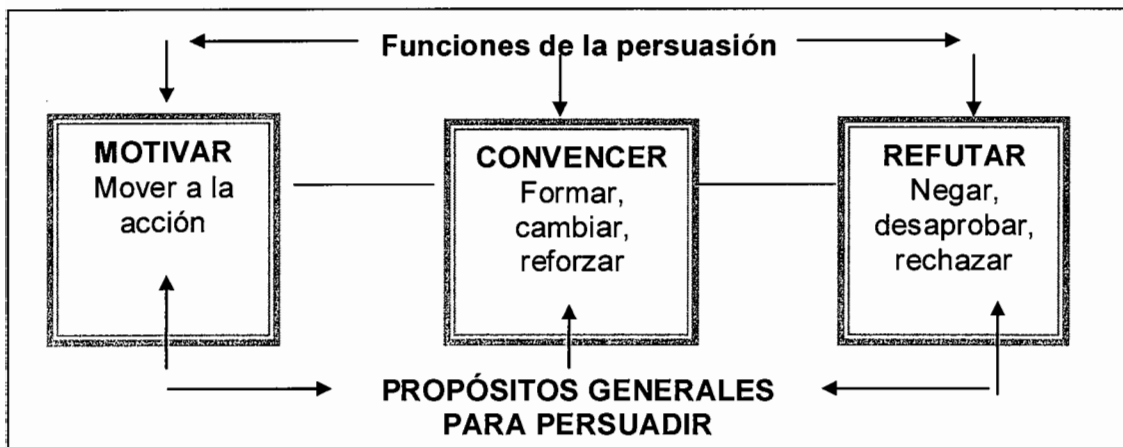 Funciones de la persuasión
MOTIVAR
Mover a la
acción
CONVENCER
Formar,
cambiar,
reforzar
REFUTAR
Negar,
desaprobar,
rechazar
PROPÓSITOS GENERALES
PARA PERSUADIR